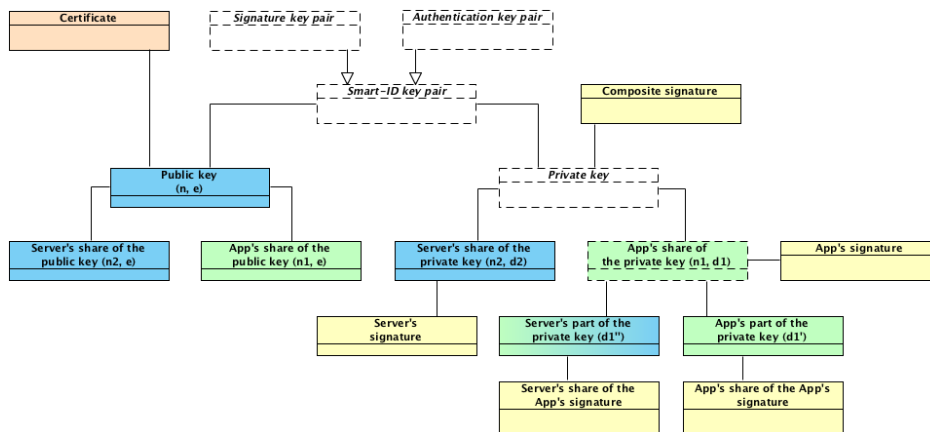 Certificate
Signature key pair
Authentication key pair
Smart-ID key pair
Composite signature
Public key
(n, e)
Private key
Server's share of the
public key (n2, e)
App's share of the
public key (n1, e)
Server's share of the
private key (n2, d2)
App's share of
the private key (n1, d1)
App's signature
Server's
signature
Server's part of the
private key (d1'')
App's part of the
private key (d1')
Server's share of the
App's signature
App's share of the App's
signature